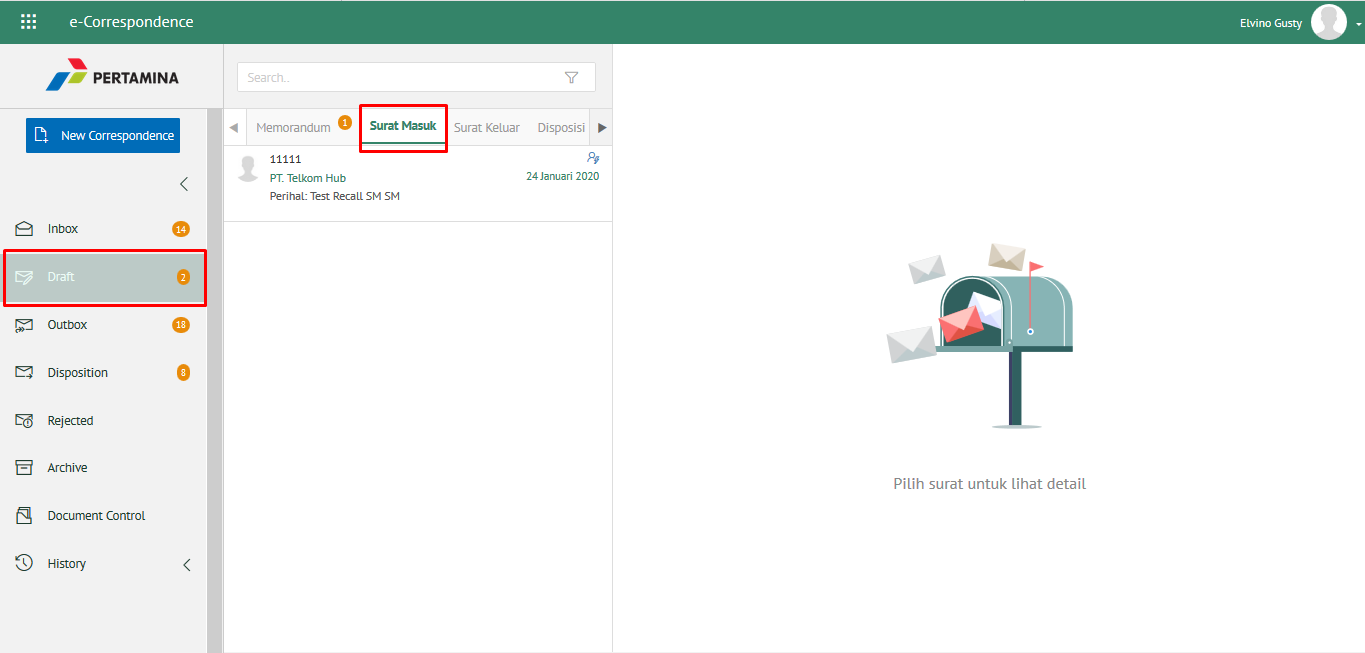 e-Correspondence
Elvino Gusty
PERTAMINA
New Correspondence
Inbox 14
Draft 2
Outbox 18
Disposition 8
Rejected
Archive
Document Control
History
Search..
Memorandum 1 Surat Masuk Surat Keluar Disposisi
11111
PT. Telkom Hub 24 Januari 2020
Perihal: Test Recall SM SM
Pilih surat untuk lihat detail